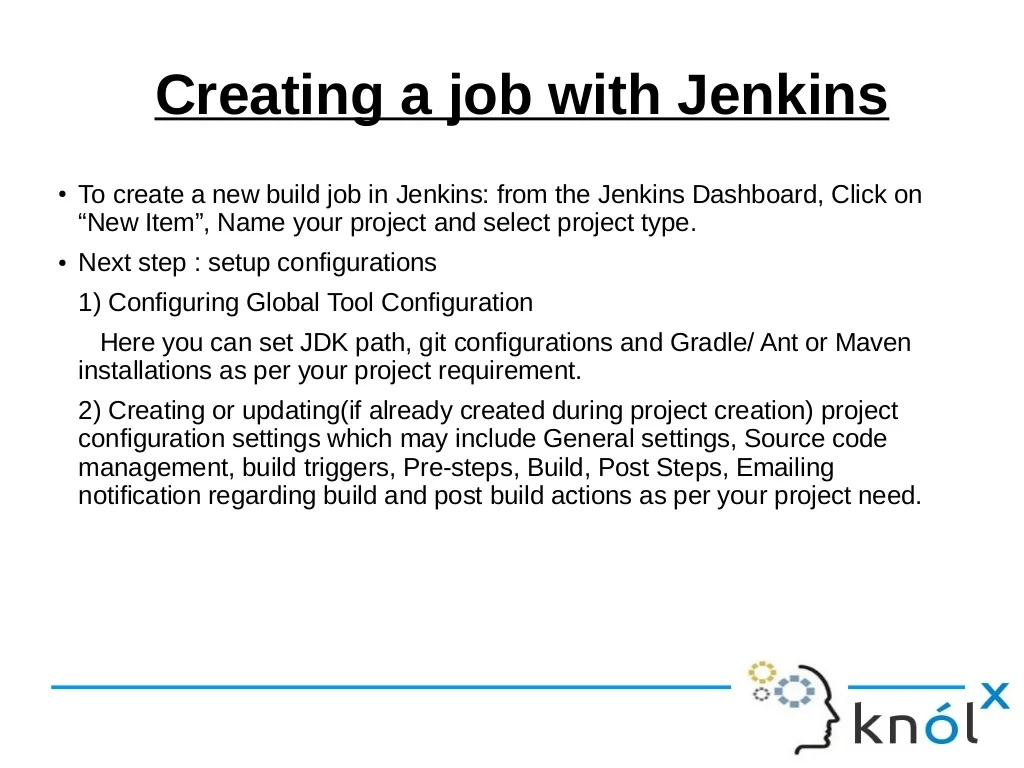 Creating a job with Jenkins
• To create a new build job in Jenkins: from the Jenkins Dashboard, Click on
“New Item”, Name your project and select project type.
• Next step : setup configurations
1) Configuring Global Tool Configuration
Here you can set JDK path, git configurations and Gradle/ Ant or Maven
installations as per your project requirement.
2) Creating or updating(if already created during project creation) project
configuration settings which may include General settings, Source code
management, build triggers, Pre-steps, Build, Post Steps, Emailing
notification regarding build and post build actions as per your project need.
knólx